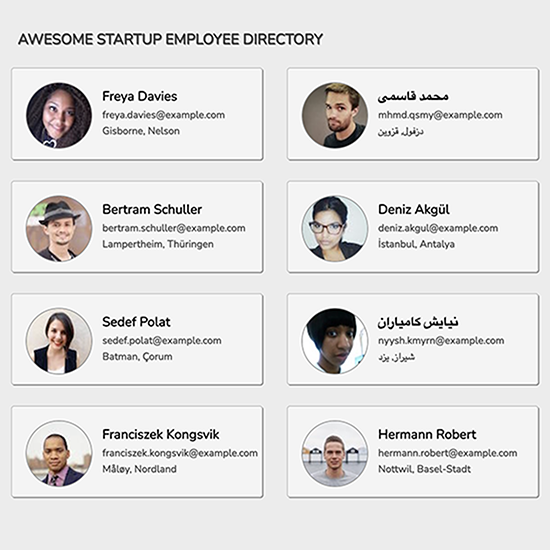 AWESOME STARTUP EMPLOYEE DIRECTORY
Freya Davies
freya.davies@example.com
Gisborne, Nelson
محمد قاسمی
mhmd.qsmy@example.com
دزفول, قزوین
Bertram Schuller
bertram.schuller@example.com
Lampertheim, Thüringen
Deniz Akgül
deniz.akgul@example.com
İstanbul, Antalya
Sedef Polat
sedef.polat@example.com
Batman, Çorum
نیایش کامیاران
nyysh.kmyrn@example.com
شیراز, یزد
Franciszek Kongsvik
franciszek.kongsvik@example.com
Måløy, Nordland
Hermann Robert
hermann.robert@example.com
Nottwil, Basel-Stadt